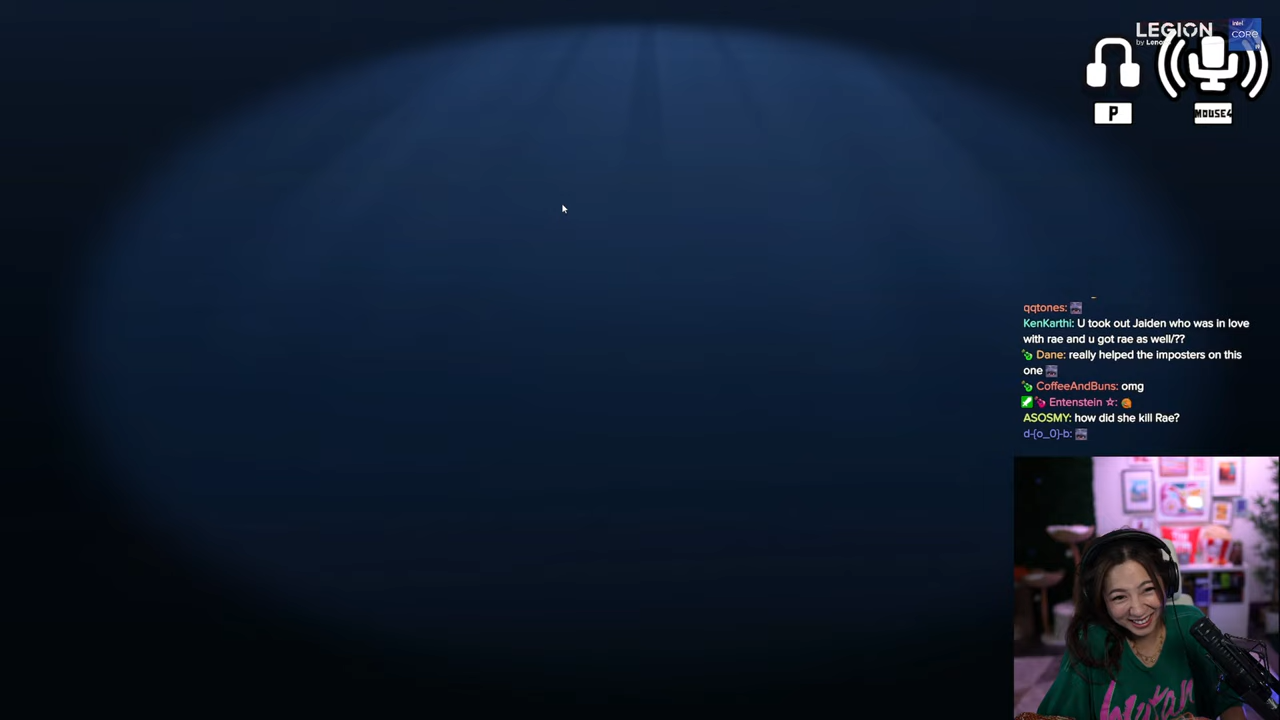 LEGION
by Lenovo
intel
CORE
P
MOUSE4
qqtones:
KenKarthi: U took out Jaiden who was in love
with rae and u got rae as well/??
Dane: really helped the imposters on this
one
CoffeeAndBuns: omg
Entenstein ☆:
ASOSMY: how did she kill Rae?
d-{o_0}-b: